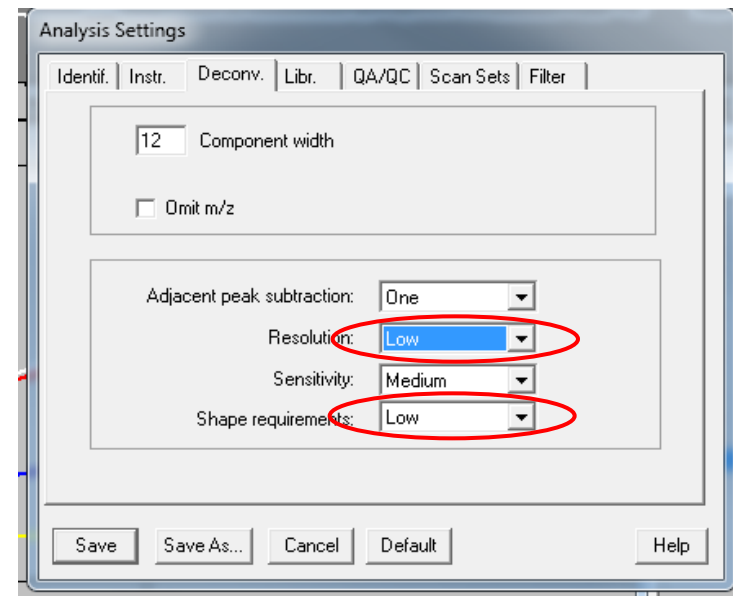 Analysis Settings
Identif. Instr. Deconv. Libr. QA/QC Scan Sets Filter
12 Component width
Omit m/z
Adjacent peak subtraction: One
Resolution: Low
Sensitivity: Medium
Shape requirements: Low
Save Save As... Cancel Default Help